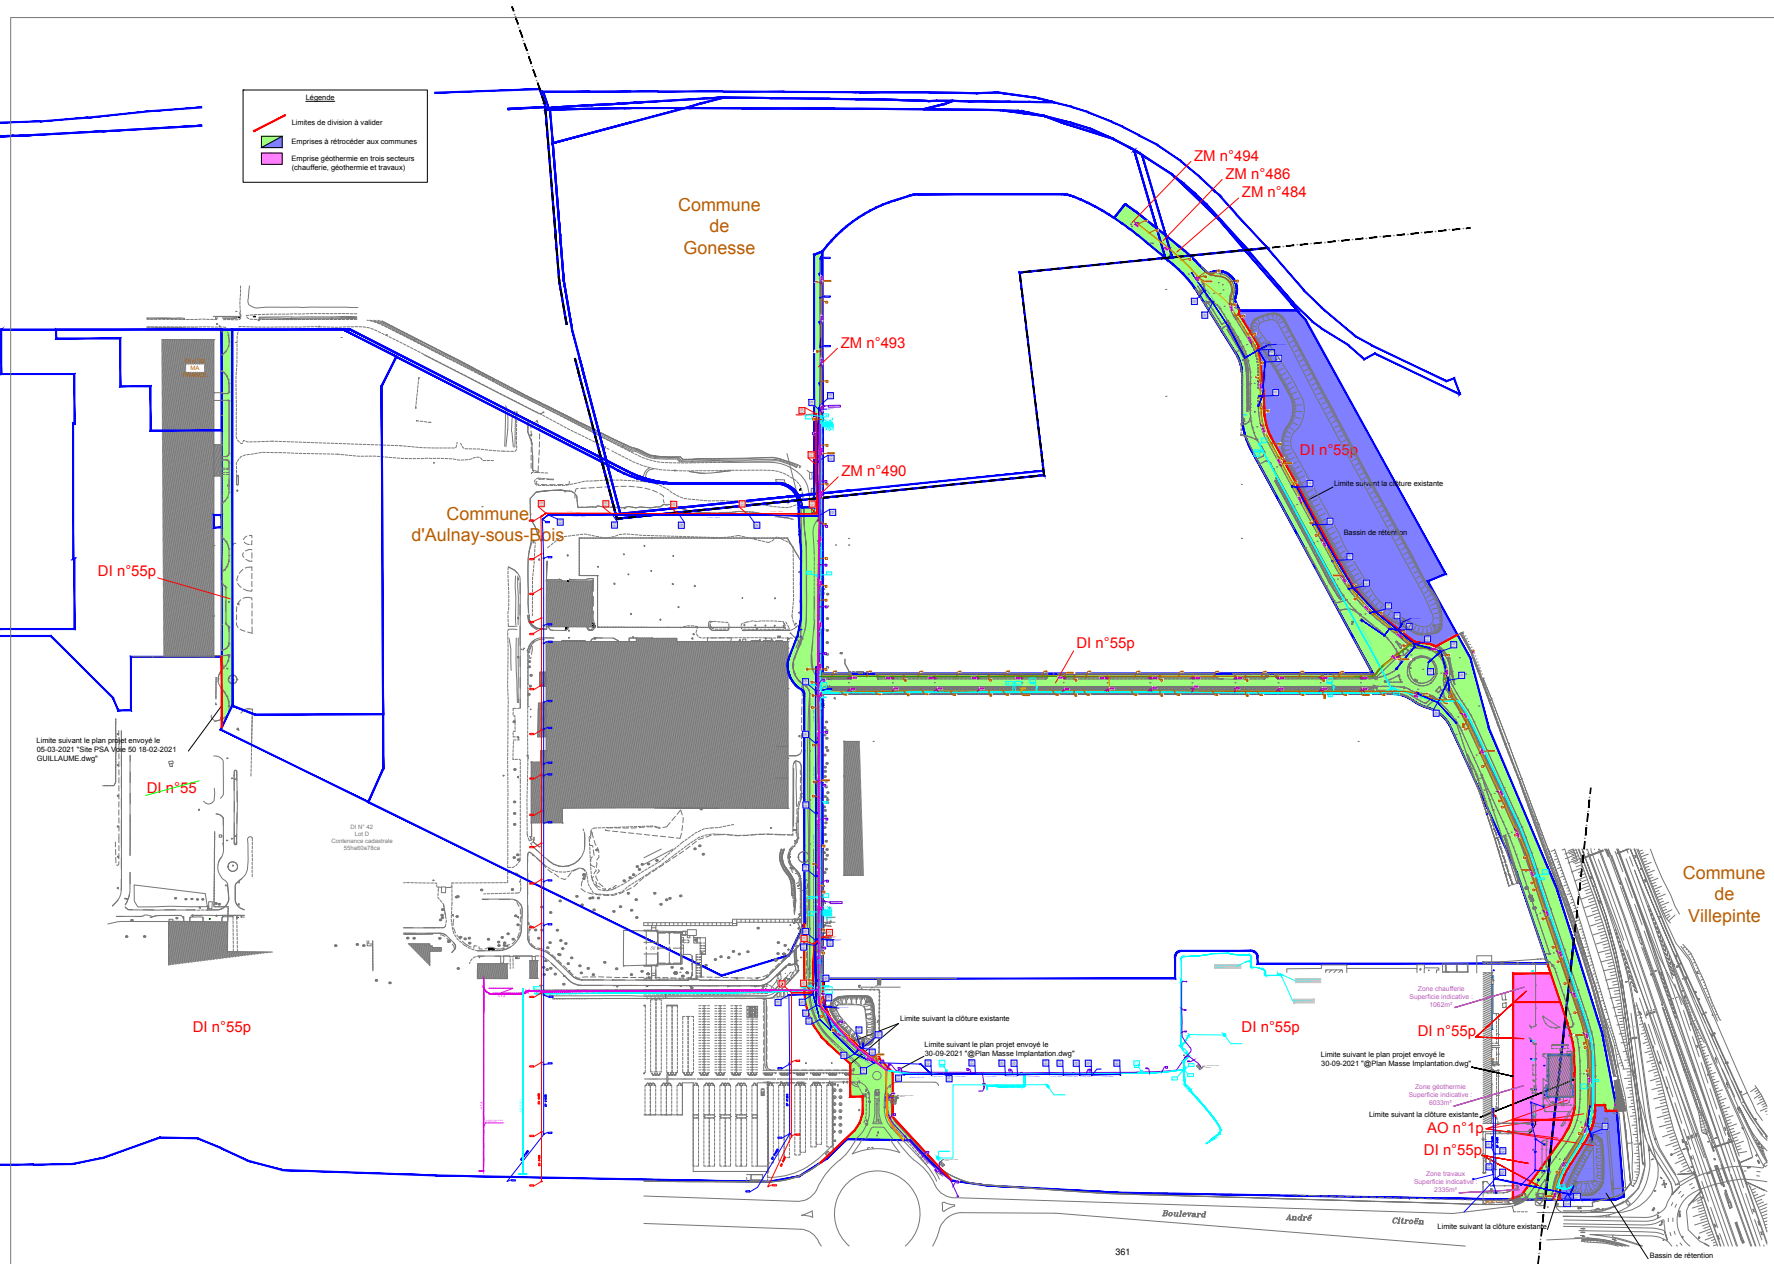 Légende
Limites de division à valider
Emprises à rétrocéder aux communes
Emprise géothermie en trois secteurs
(chaufferie, géothermie et travaux)
Commune
de
Gonesse
ZM n°494
ZM n°486
ZM n°484
ZM n°493
ZM n°490
MA
Commune
d'Aulnay-sous-Bois
DI n°55p
Limite suivant la clôture existante
Bassin de rétention
DI n°55p
DI n°55p
Limite suivant le plan projet envoyé le
05-03-2021 "Site PSA Voie 50 18-02-2021
GUILLAUME.dwg"
DI n°55
DI N° 42
Lot D
Contenance cadastrale
55ha60a78ca
Commune
de
Villepinte
DI n°55p
Limite suivant la clôture existante
Limite suivant le plan projet envoyé le
30-09-2021 "@Plan Masse Implantation.dwg"
DI n°55p
Zone chaufferie
Superficie indicative :
1062m²
DI n°55p
Limite suivant le plan projet envoyé le
30-09-2021 "@Plan Masse Implantation.dwg"
Zone géothermie
Superficie indicative :
6033m²
Limite suivant la clôture existante
AO n°1p
DI n°55p
Zone travaux
Superficie indicative :
2335m²
Boulevard André Citroën
Limite suivant la clôture existante
Bassin de rétention
361